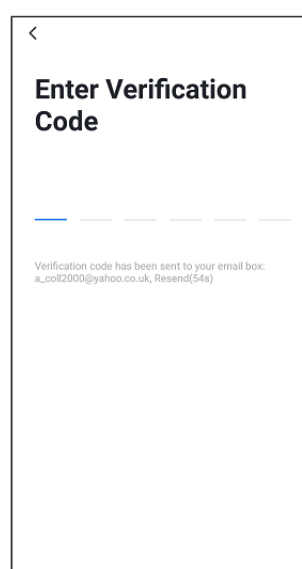 Enter Verification
Code
Verification code has been sent to your email box:
a_coll2000@yahoo.co.uk, Resend(54s)